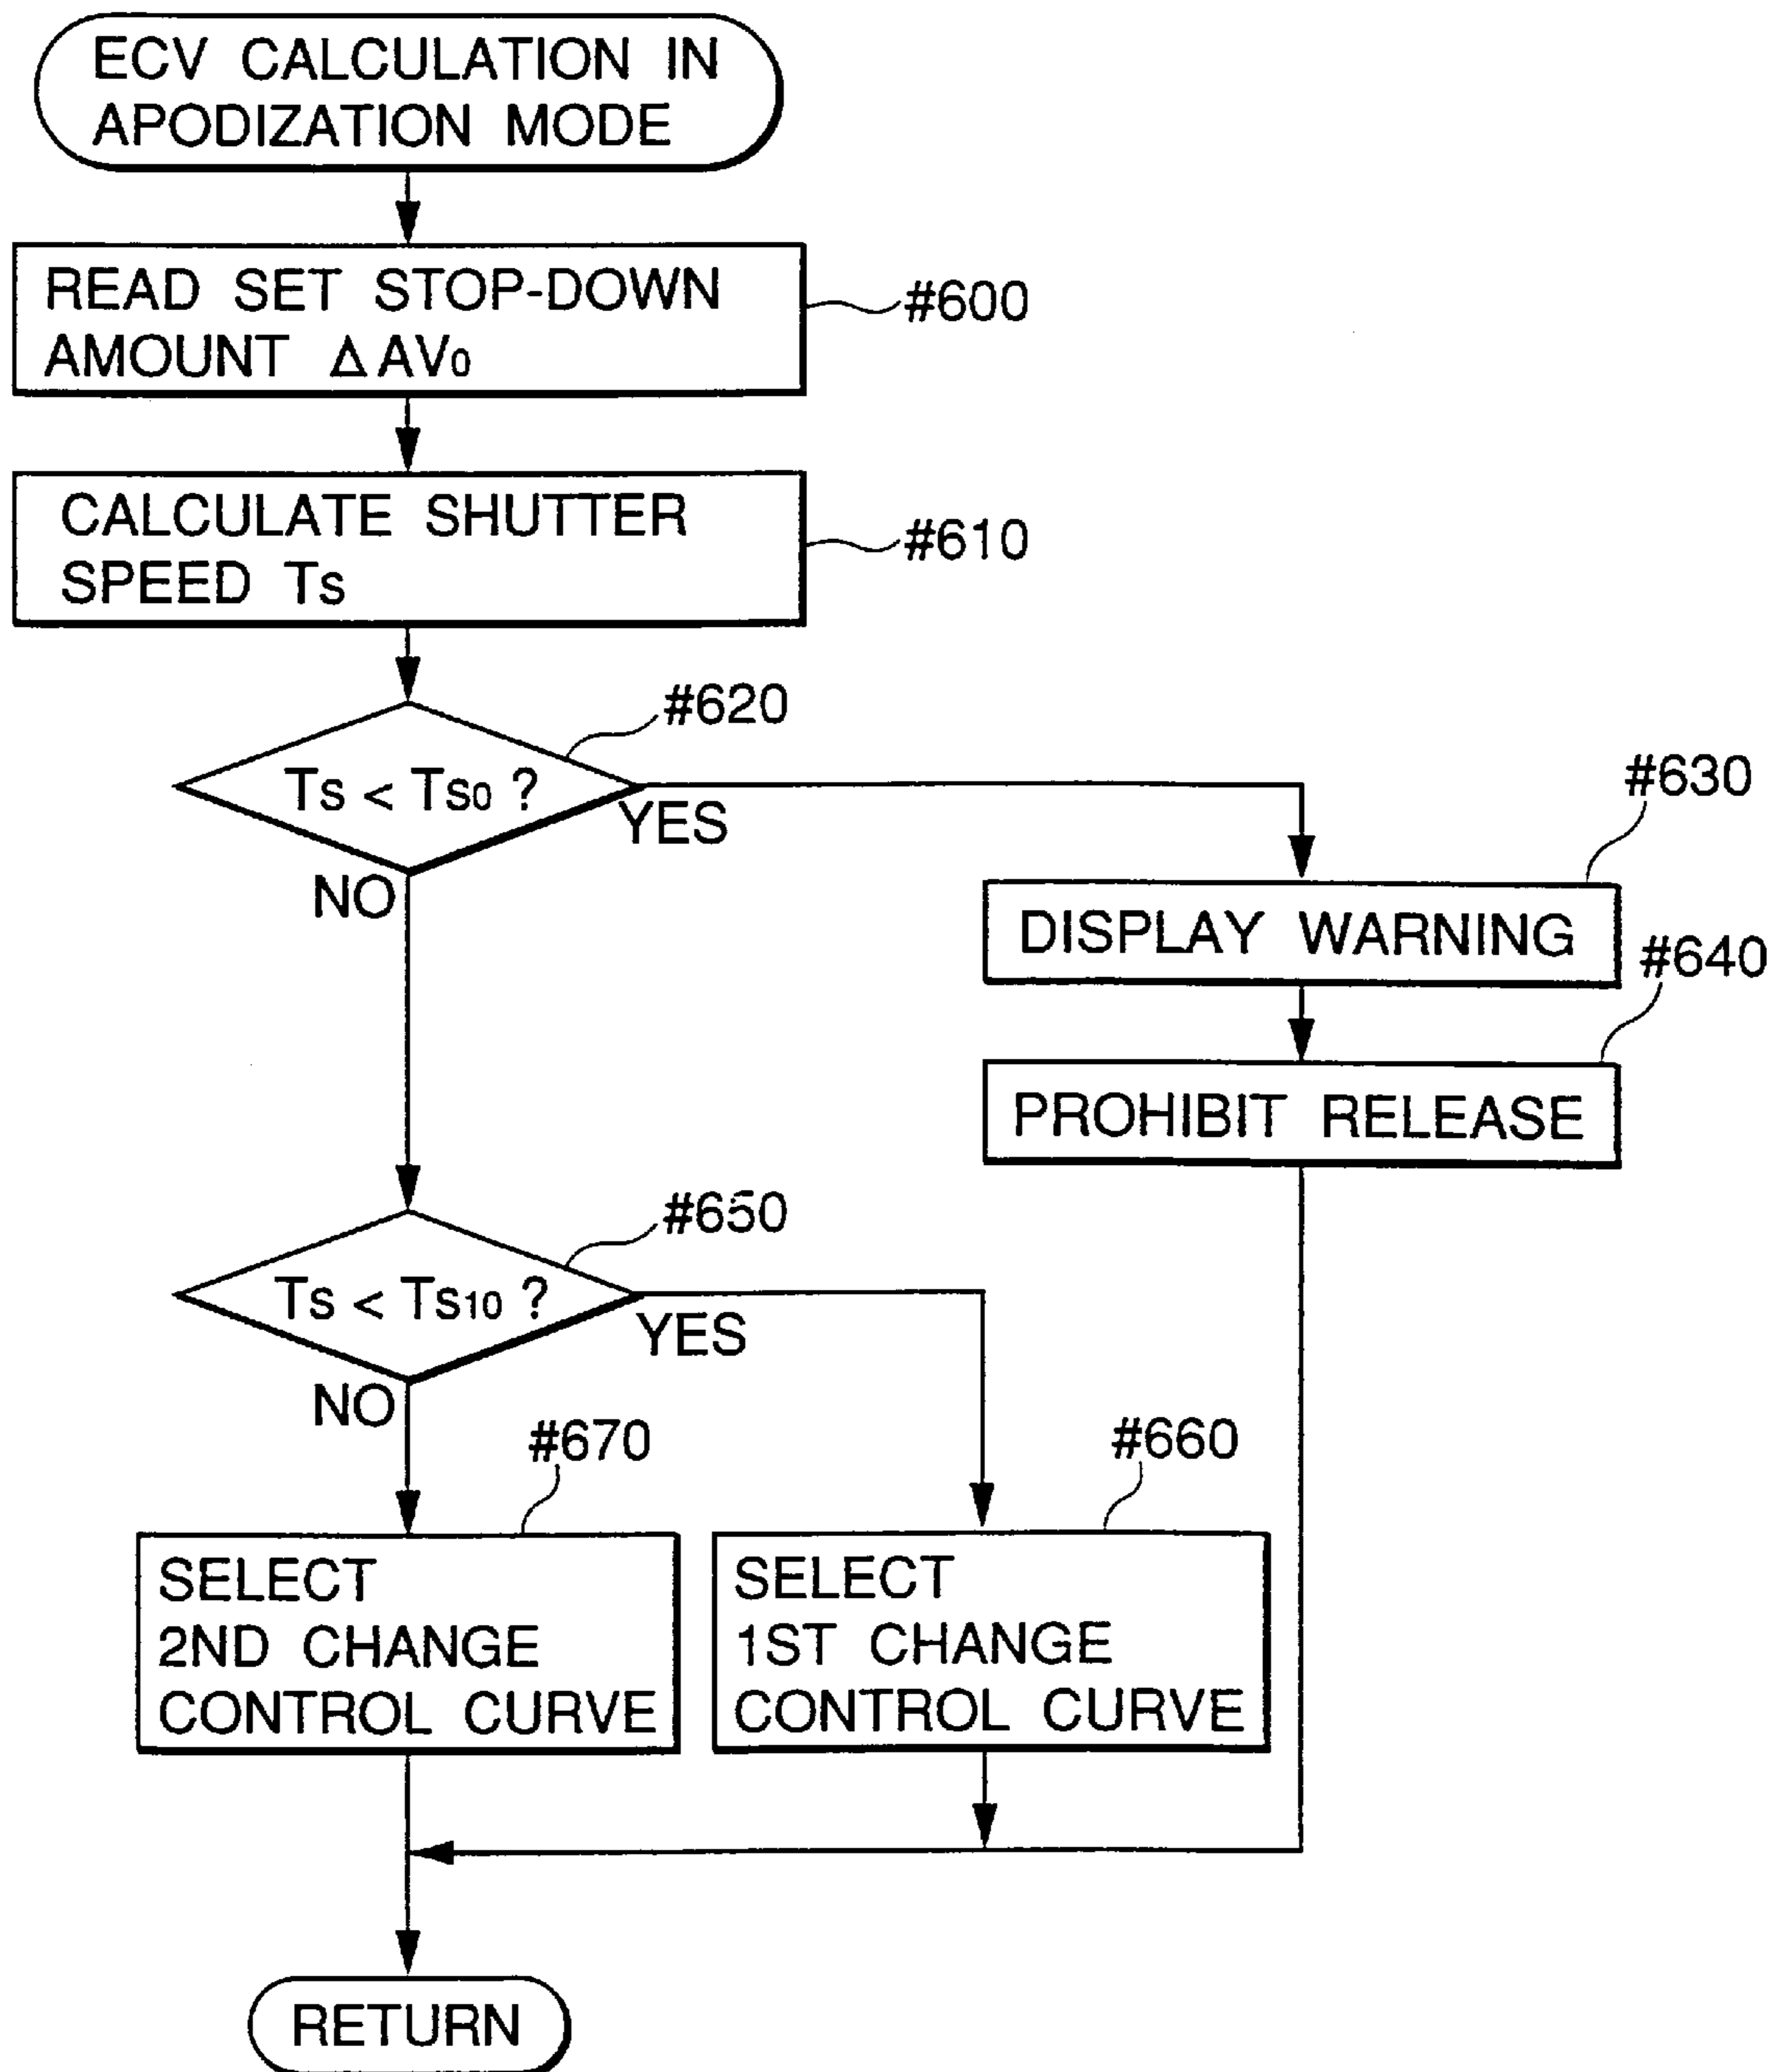 ECV CALCULATION IN
APODIZATION MODE
READ SET STOP-DOWN
AMOUNT ΔAV₀
#600
CALCULATE SHUTTER
SPEED Ts
#610
#620
Ts < Ts₀ ?
YES
NO
#630
DISPLAY WARNING
#640
PROHIBIT RELEASE
#650
Ts < Ts₁₀ ?
YES
NO
#670
SELECT
2ND CHANGE
CONTROL CURVE
#660
SELECT
1ST CHANGE
CONTROL CURVE
RETURN